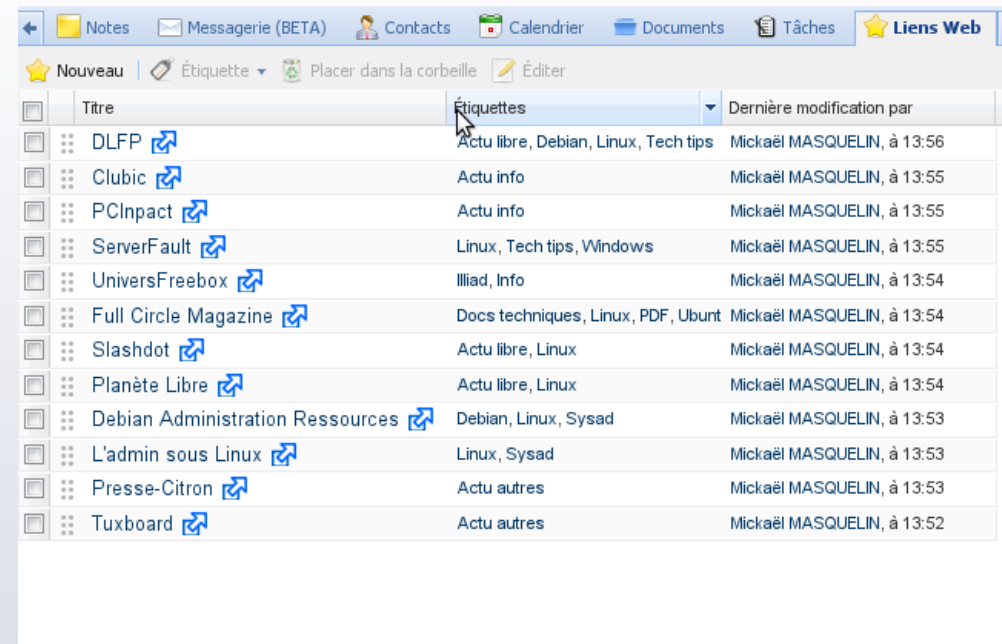 Notes Messagerie (BETA) Contacts Calendrier Documents Tâches Liens Web
Nouveau Étiquette Placer dans la corbeille Éditer
Titre Étiquettes Dernière modification par
DLFP Actu libre, Debian, Linux, Tech tips Mickaël MASQUELIN, à 13:56
Clubic Actu info Mickaël MASQUELIN, à 13:55
PCInpact Actu info Mickaël MASQUELIN, à 13:55
ServerFault Linux, Tech tips, Windows Mickaël MASQUELIN, à 13:55
UniversFreebox Illiad, Info Mickaël MASQUELIN, à 13:54
Full Circle Magazine Docs techniques, Linux, PDF, Ubunt Mickaël MASQUELIN, à 13:54
Slashdot Actu libre, Linux Mickaël MASQUELIN, à 13:54
Planète Libre Actu libre, Linux Mickaël MASQUELIN, à 13:54
Debian Administration Ressources Debian, Linux, Sysad Mickaël MASQUELIN, à 13:53
L'admin sous Linux Linux, Sysad Mickaël MASQUELIN, à 13:53
Presse-Citron Actu autres Mickaël MASQUELIN, à 13:53
Tuxboard Actu autres Mickaël MASQUELIN, à 13:52